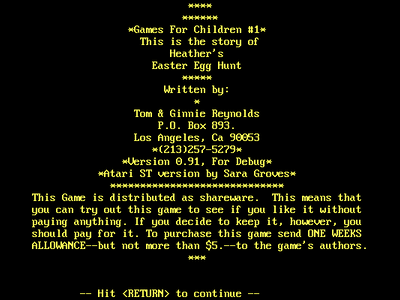 ****
******
*Games For Children #1*
This is the story of
Heather's
Easter Egg Hunt
*****
Written by:
*
Tom & Ginnie Reynolds
P.O. Box 893.
Los Angeles, Ca 90053
*(213)257-5279*
*Version 0.91, For Debug*
*Atari ST version by Sara Groves*
******************************
This Game is distributed as shareware.  This means that
you can try out this game to see if you like it without
paying anything. If you decide to keep it, however, you
should pay for it. To purchase this game send ONE WEEKS
ALLOWANCE--but not more than $5.--to the game's authors.
***
-- Hit <RETURN> to continue --